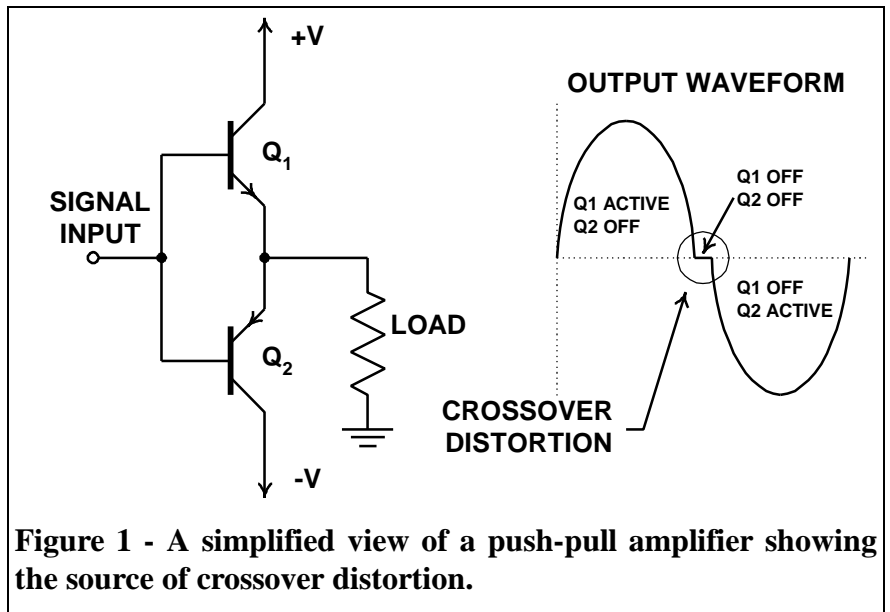 +V
OUTPUT WAVEFORM
Q1
SIGNAL
INPUT
Q1 ACTIVE
Q2 OFF
Q1 OFF
Q2 OFF
Q1 OFF
Q2 ACTIVE
LOAD
Q2
CROSSOVER
DISTORTION
-V
Figure 1 - A simplified view of a push-pull amplifier showing
the source of crossover distortion.